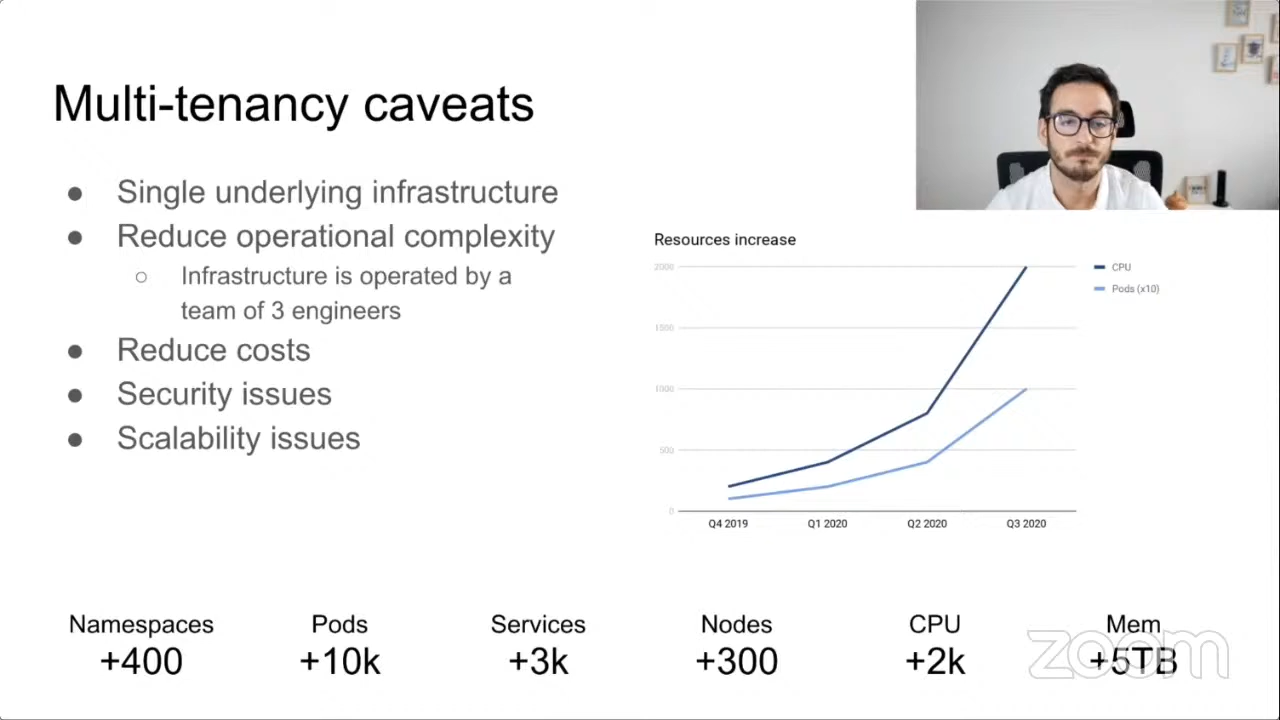 Multi-tenancy caveats
● Single underlying infrastructure
● Reduce operational complexity
○ Infrastructure is operated by a
team of 3 engineers
● Reduce costs
● Security issues
● Scalability issues
Resources increase
2000
1500
1000
500
0
Q4 2019 Q1 2020 Q2 2020 Q3 2020
CPU
Pods (x10)
Namespaces Pods Services Nodes CPU Mem
+400 +10k +3k +300 +2k +5TB
zoom